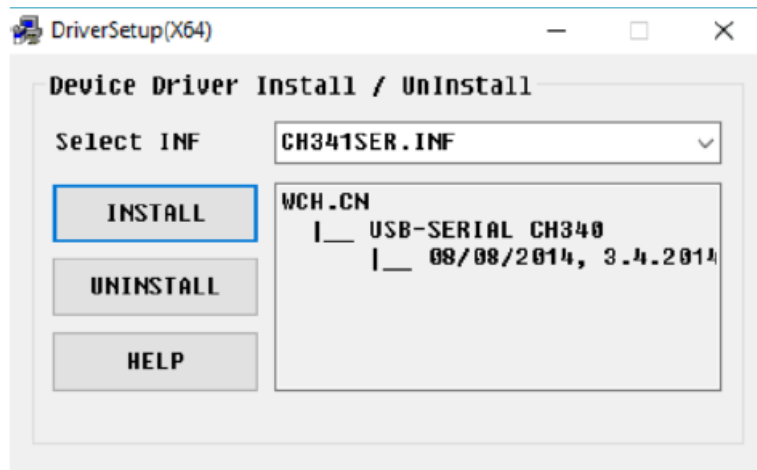 DriverSetup(X64)
Device Driver Install / UnInstall
Select INF
CH341SER.INF
INSTALL
UNINSTALL
HELP
WCH.CN
|__ USB-SERIAL CH340
|__ 08/08/2014, 3.4.2014